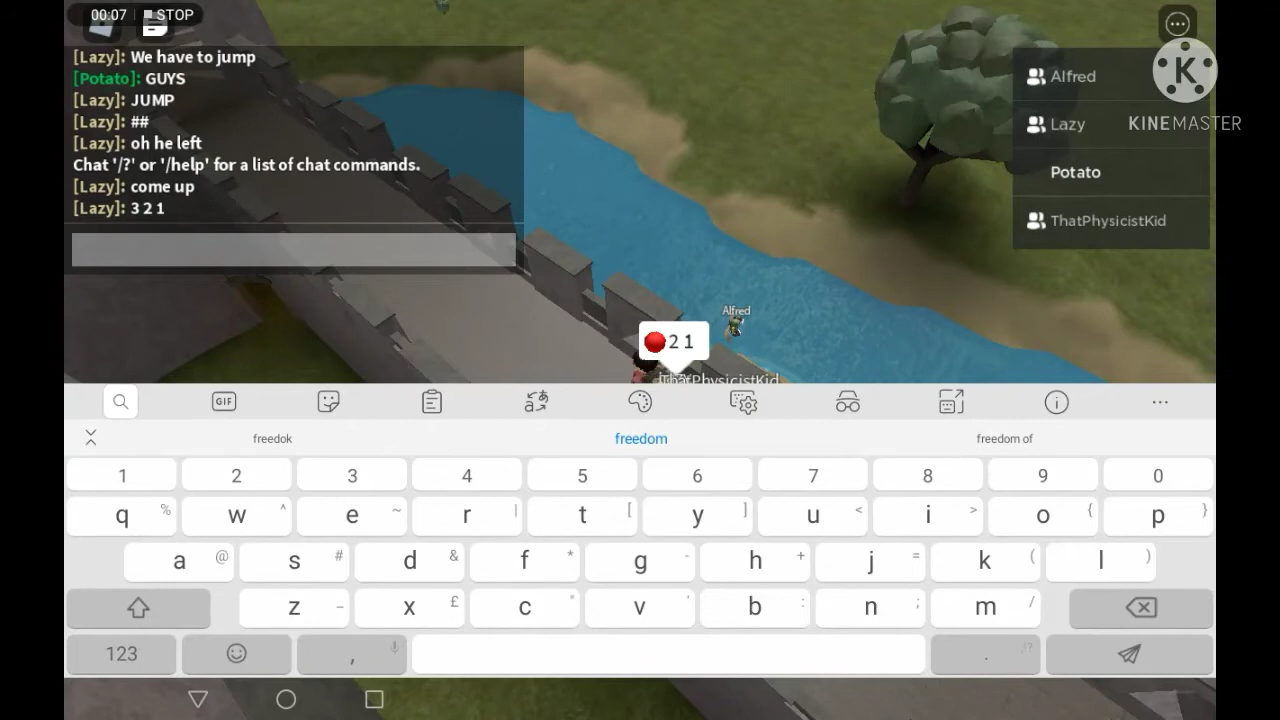 00:07 STOP
[Lazy]: We have to jump
[Potato]: GUYS
[Lazy]: JUMP
[Lazy]: ##
[Lazy]: oh he left
Chat '/?' or '/help' for a list of chat commands.
[Lazy]: come up
[Lazy]: 3 2 1
Alfred
Lazy
Potato
ThatPhysicistKid
K
KINEMASTER
Alfred
2 1
ThatPhysicistKid
GIF
freedok freedom freedom of
1 2 3 4 5 6 7 8 9 0
q % w ^ e ~ r | t [ y ] u < i > o { p }
a @ s # d & f * g - h + j = k ( l )
z _ x £ c " v ' b : n ; m /
123 , . !?